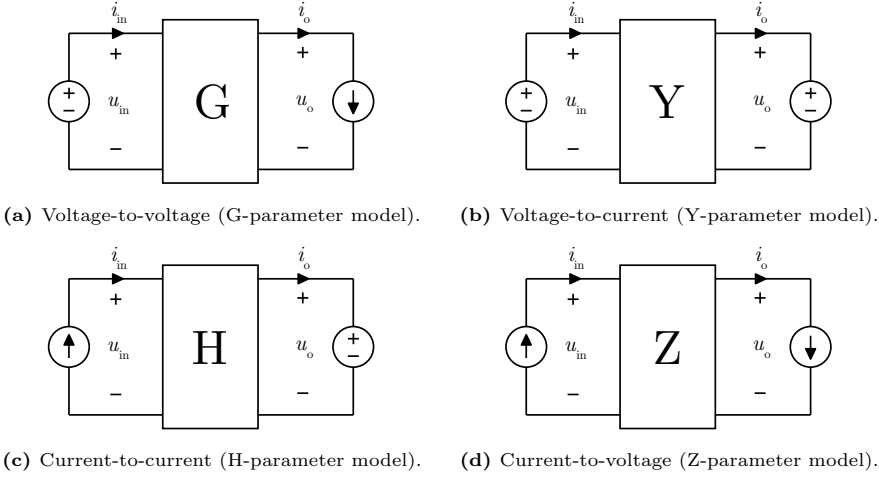 i_in i_o i_in i_o
+ + + +
+ u_in G u_o + u_in Y u_o +
− − − −
− − − −
(a) Voltage-to-voltage (G-parameter model). (b) Voltage-to-current (Y-parameter model).
i_in i_o i_in i_o
+ + + +
u_in H u_o + u_in Z u_o
−
− − − −
(c) Current-to-current (H-parameter model). (d) Current-to-voltage (Z-parameter model).